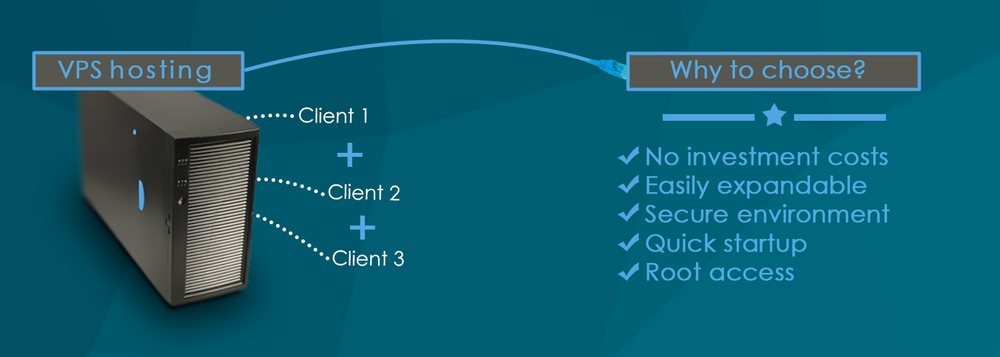 VPS hosting
Why to choose?
Client 1
+
Client 2
+
Client 3
No investment costs
Easily expandable
Secure environment
Quick startup
Root access